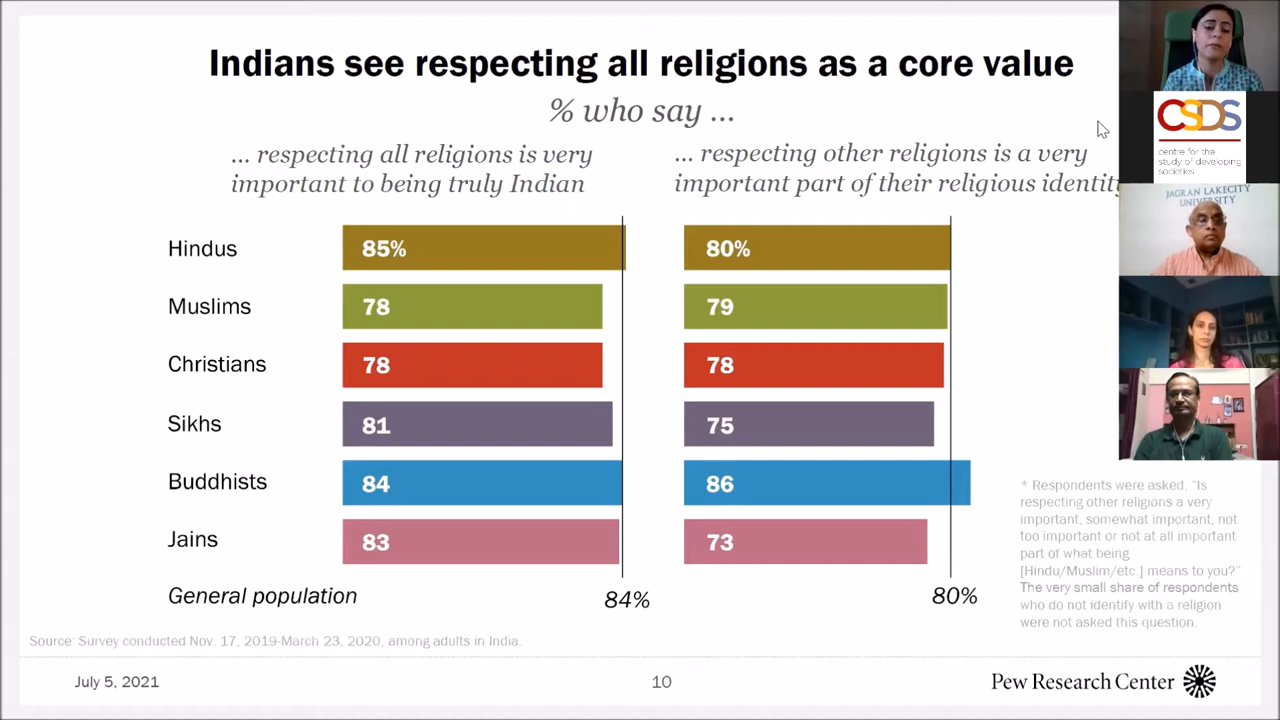 Indians see respecting all religions as a core value
% who say ...
... respecting all religions is very
important to being truly Indian
... respecting other religions is a very
important part of their religious identity
Hindus 85% 80%
Muslims 78 79
Christians 78 78
Sikhs 81 75
Buddhists 84 86
Jains 83 73
General population 84% 80%
* Respondents were asked, "Is
respecting other religions a very
important, somewhat important, not
too important or not at all important
part of what being
[Hindu/Muslim/etc.] means to you?"
The very small share of respondents
who do not identify with a religion
were not asked this question.
Source: Survey conducted Nov. 17, 2019-March 23, 2020, among adults in India.
July 5, 2021
10
Pew Research Center
CSDS
centre for the
study of developing
societies
JAGRAN LAKECITY
UNIVERSITY